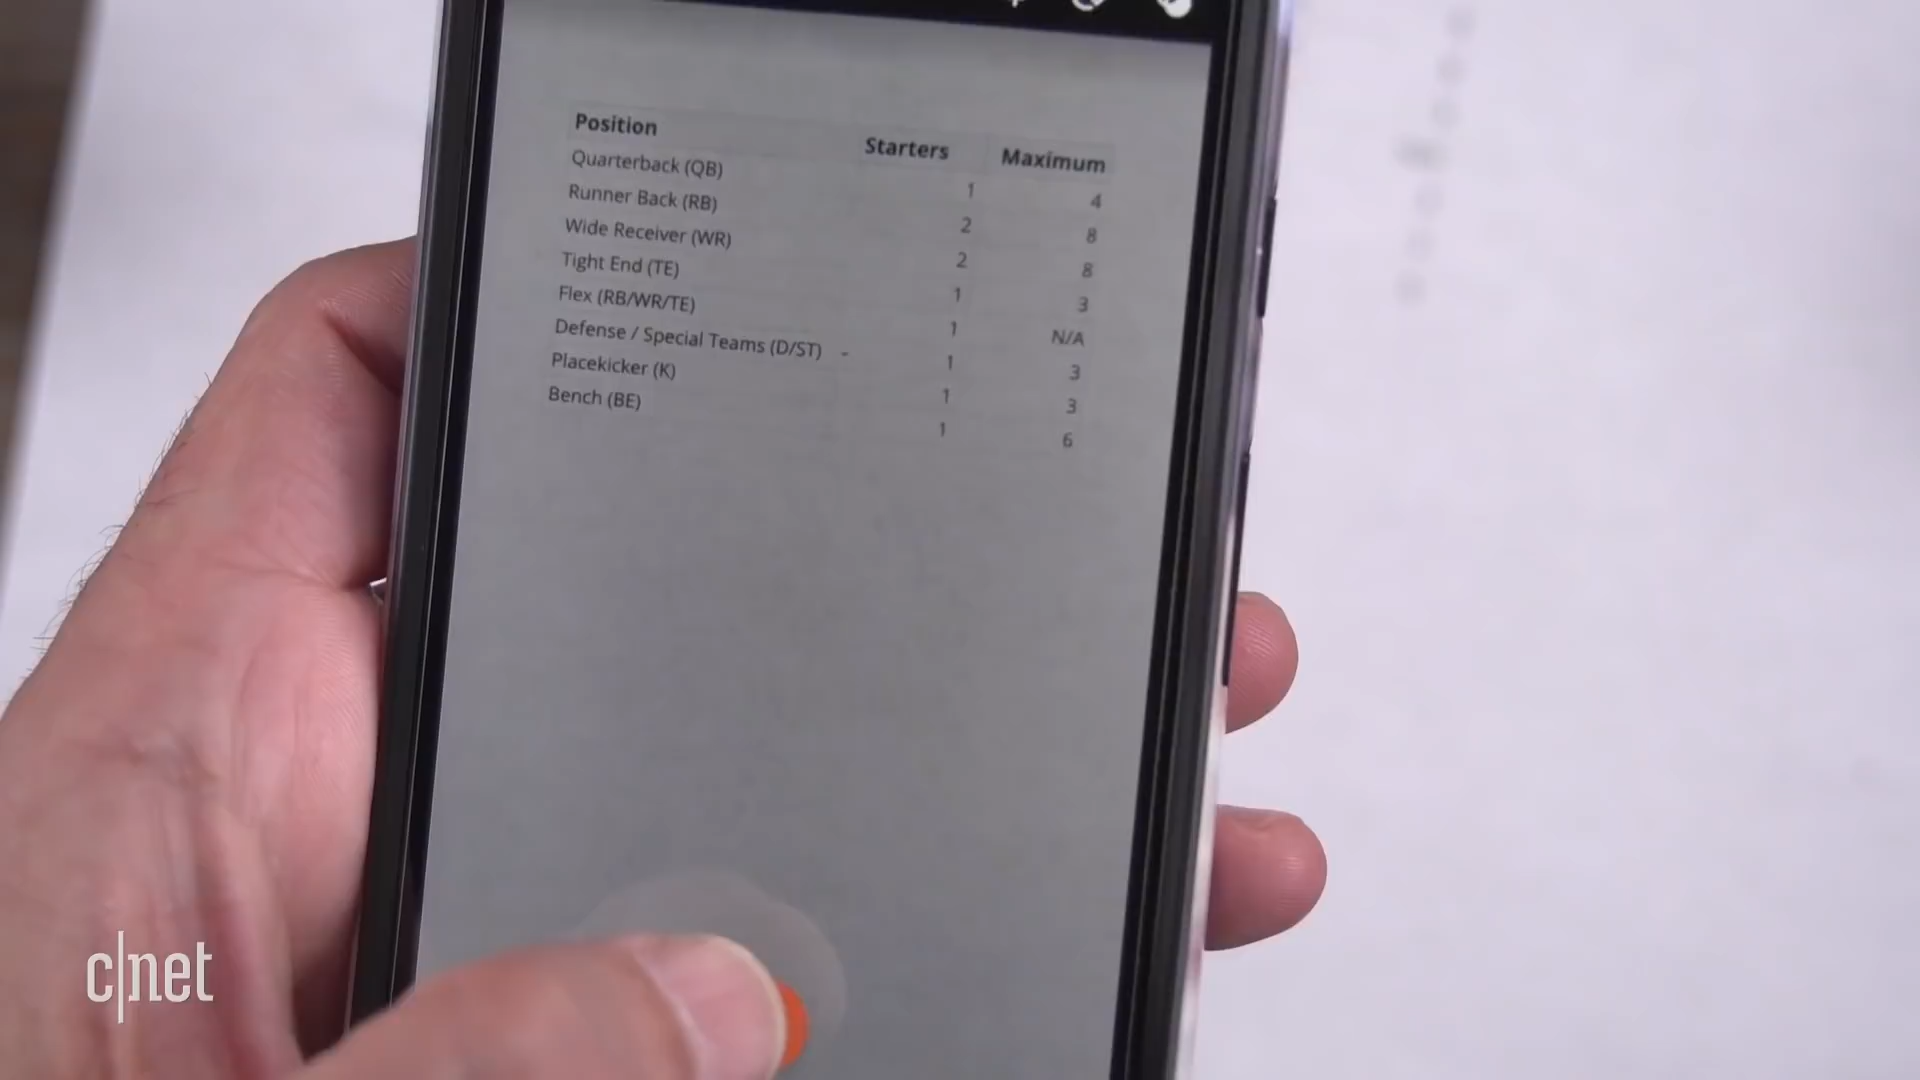 Position Starters Maximum
Quarterback (QB) 1 4
Runner Back (RB) 2 8
Wide Receiver (WR) 2 8
Tight End (TE) 1 3
Flex (RB/WR/TE) 1 N/A
Defense / Special Teams (D/ST) - 1 3
Placekicker (K) 1 3
Bench (BE) 1 6
c|net